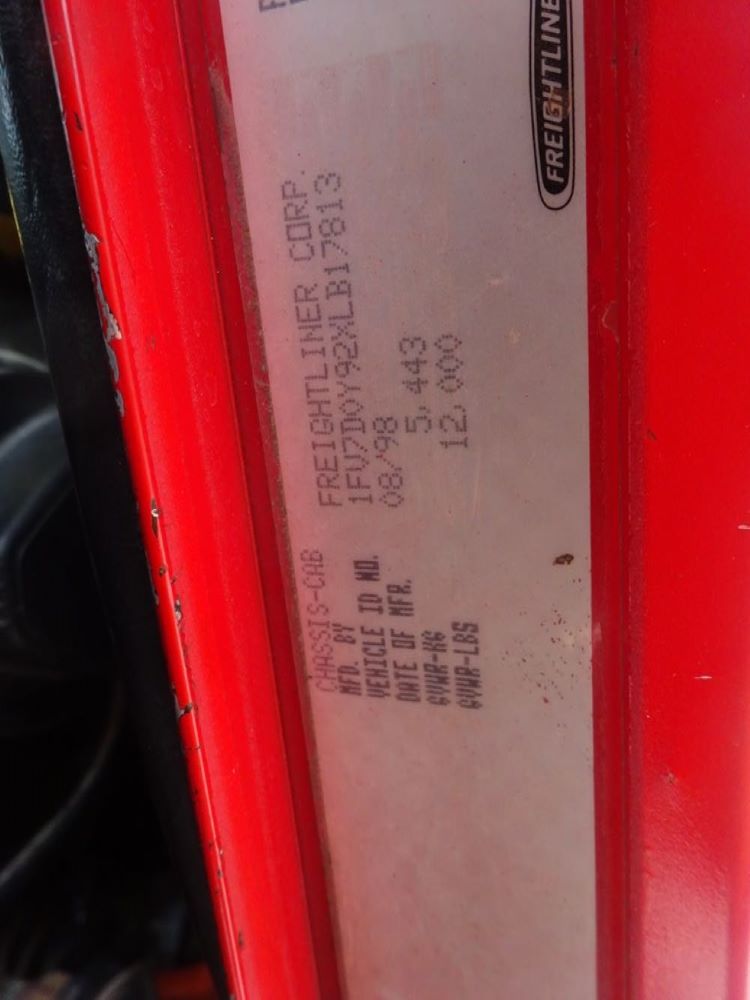 FREIGHTLINER
CHASSIS-CAB
MFD. BY FREIGHTLINER CORP.
VEHICLE ID NO. 1FV7D0Y92XLB17813
DATE OF MFR. 08/98
GVWR-KG 5,443
GVWR-LBS 12,000